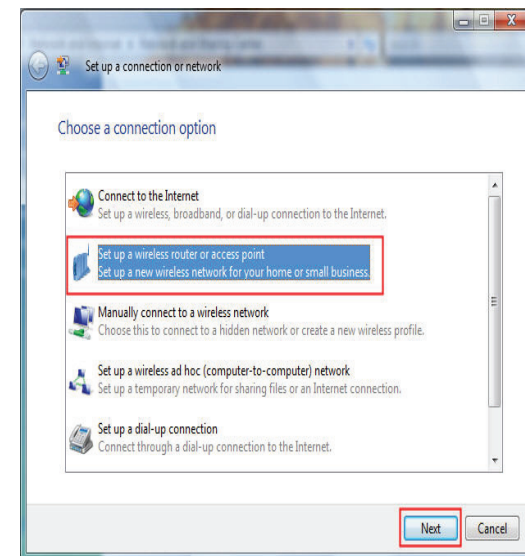 Set up a connection or network
Choose a connection option
Connect to the Internet
Set up a wireless, broadband, or dial-up connection to the Internet.
Set up a wireless router or access point
Set up a new wireless network for your home or small business.
Manually connect to a wireless network
Choose this to connect to a hidden network or create a new wireless profile.
Set up a wireless ad hoc (computer-to-computer) network
Set up a temporary network for sharing files or an Internet connection.
Set up a dial-up connection
Connect through a dial-up connection to the Internet.
Next
Cancel